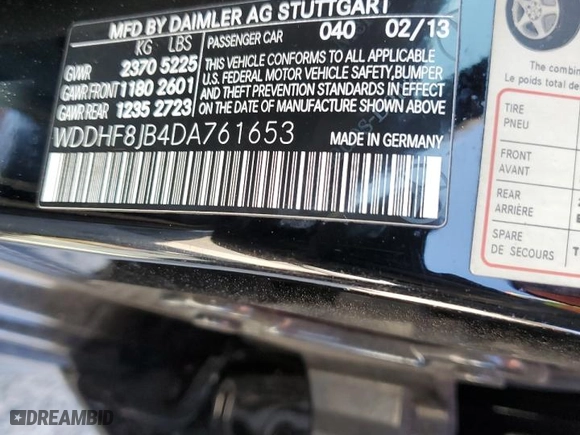 MFD BY DAIMLER AG STUTTGART
KG LBS PASSENGER CAR 040 02/13
GVWR 2370 5225
GAWR FRONT 1180 2601
GAWR REAR 1235 2723
THIS VEHICLE CONFORMS TO ALL APPLICABLE
U.S. FEDERAL MOTOR VEHICLE SAFETY, BUMPER
AND THEFT PREVENTION STANDARDS
IN EFFECT ON THE DATE OF
MANUFACTURE SHOWN ABOVE.
WDDHF8JB4DA761653
MADE IN GERMANY
The combin
Le poids total de
TIRE
PNEU
FRONT
AVANT
REAR
ARRIÈRE
SPARE
DE SECOURS
DREAMBID